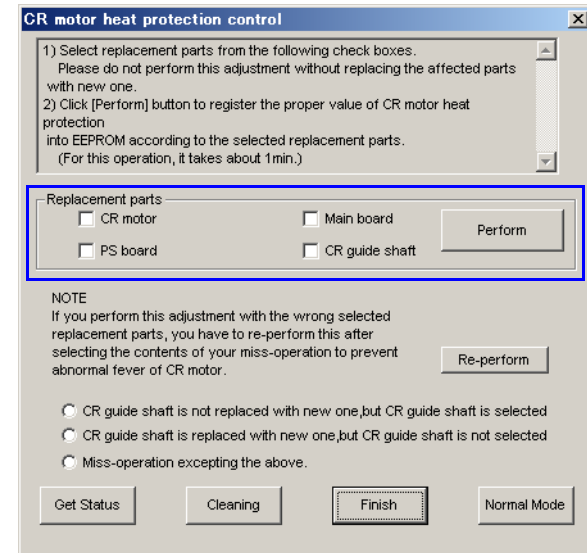 CR motor heat protection control
1) Select replacement parts from the following check boxes.
Please do not perform this adjustment without replacing the affected parts
with new one.
2) Click [Perform] button to register the proper value of CR motor heat
protection
into EEPROM according to the selected replacement parts.
(For this operation, it takes about 1min.)
Replacement parts
CR motor
Main board
Perform
PS board
CR guide shaft
NOTE
If you perform this adjustment with the wrong selected
replacement parts, you have to re-perform this after
selecting the contents of your miss-operation to prevent
abnormal fever of CR motor.
Re-perform
CR guide shaft is not replaced with new one,but CR guide shaft is selected
CR guide shaft is replaced with new one,but CR guide shaft is not selected
Miss-operation excepting the above.
Get Status
Cleaning
Finish
Normal Mode